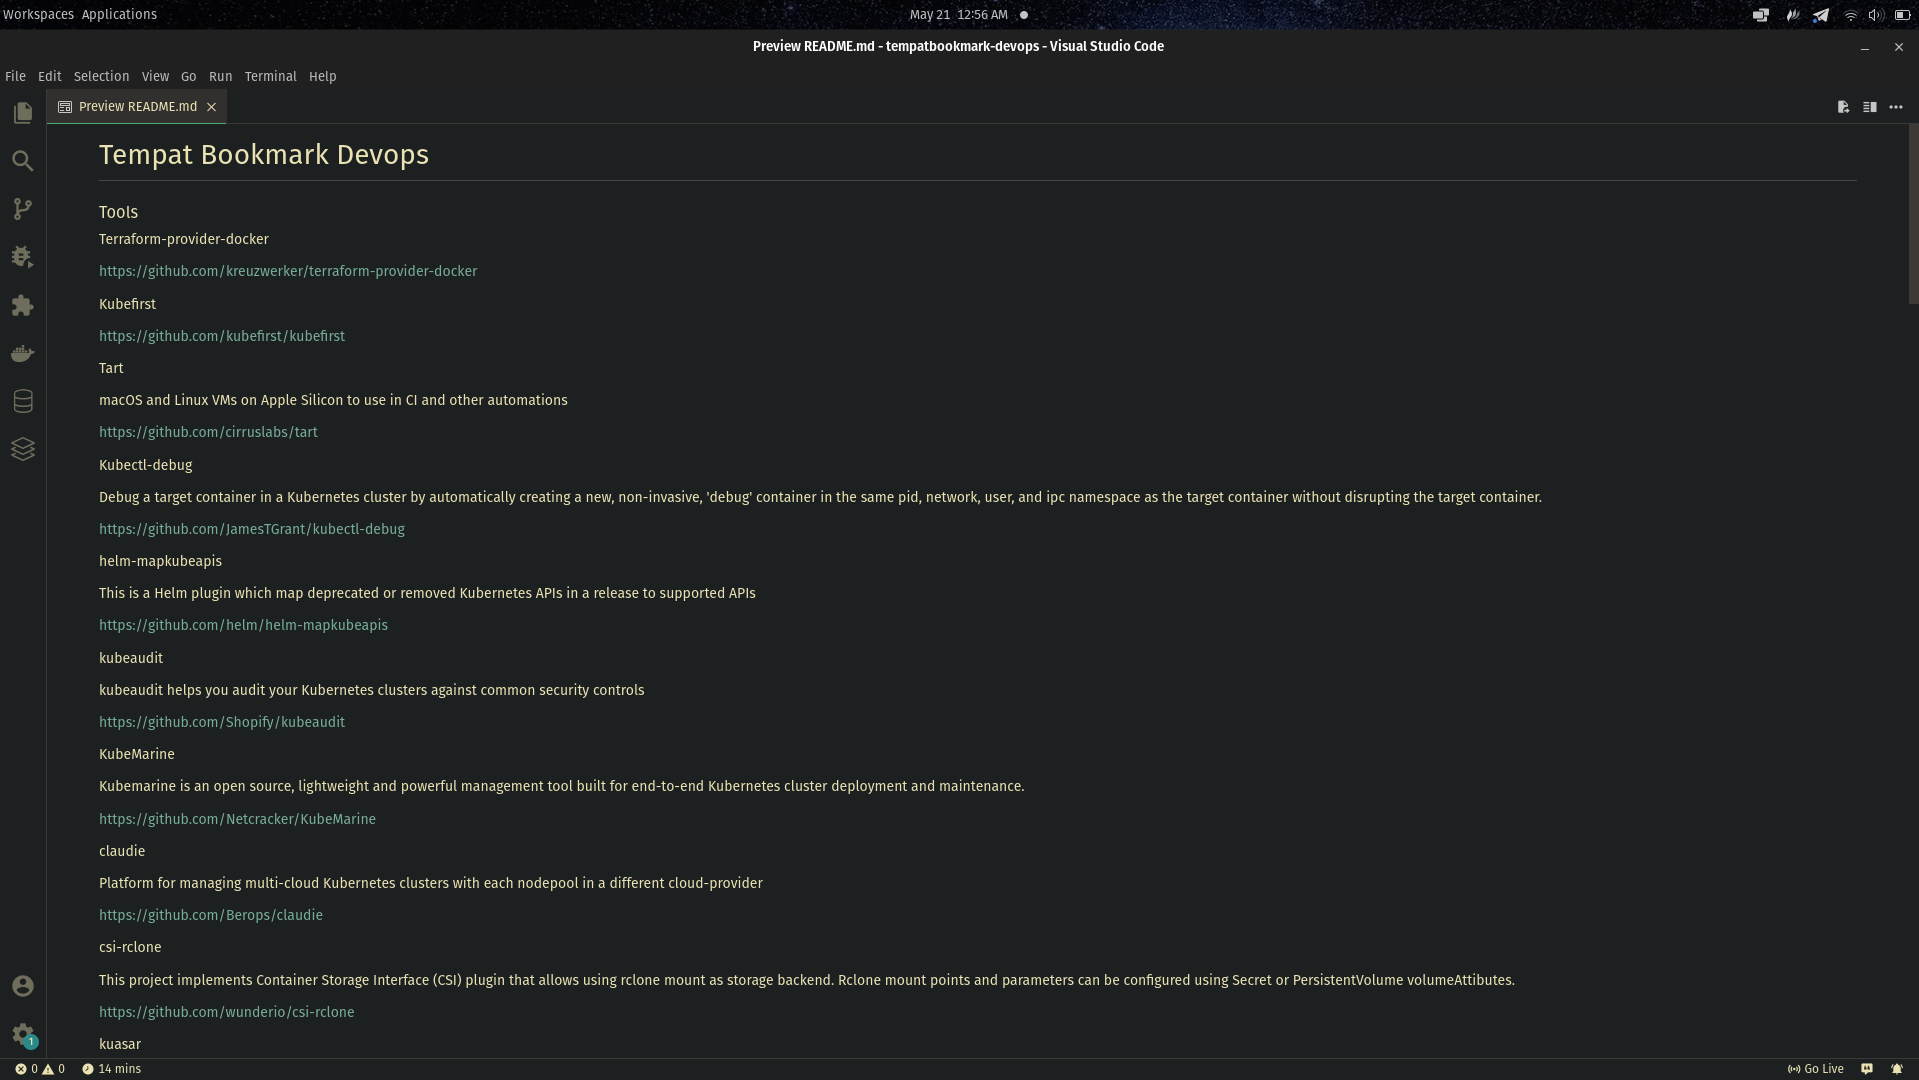 Workspaces Applications May 21 12:56 AM
Preview README.md - tempatbookmark-devops - Visual Studio Code
File Edit Selection View Go Run Terminal Help
Preview README.md
Tempat Bookmark Devops
Tools
Terraform-provider-docker
https://github.com/kreuzwerker/terraform-provider-docker
Kubefirst
https://github.com/kubefirst/kubefirst
Tart
macOS and Linux VMs on Apple Silicon to use in CI and other automations
https://github.com/cirruslabs/tart
Kubectl-debug
Debug a target container in a Kubernetes cluster by automatically creating a new, non-invasive, 'debug' container in the same pid, network, user, and ipc namespace as the target container without disrupting the target container.
https://github.com/JamesTGrant/kubectl-debug
helm-mapkubeapis
This is a Helm plugin which map deprecated or removed Kubernetes APIs in a release to supported APIs
https://github.com/helm/helm-mapkubeapis
kubeaudit
kubeaudit helps you audit your Kubernetes clusters against common security controls
https://github.com/Shopify/kubeaudit
KubeMarine
Kubemarine is an open source, lightweight and powerful management tool built for end-to-end Kubernetes cluster deployment and maintenance.
https://github.com/Netcracker/KubeMarine
claudie
Platform for managing multi-cloud Kubernetes clusters with each nodepool in a different cloud-provider
https://github.com/Berops/claudie
csi-rclone
This project implements Container Storage Interface (CSI) plugin that allows using rclone mount as storage backend. Rclone mount points and parameters can be configured using Secret or PersistentVolume volumeAttibutes.
https://github.com/wunderio/csi-rclone
kuasar
1
0 0 14 mins Go Live